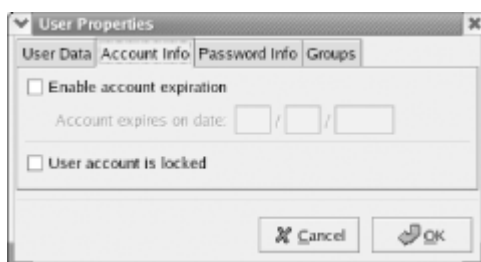 User Properties
User Data Account Info Password Info Groups
Enable account expiration
Account expires on date: / /
User account is locked
Cancel OK